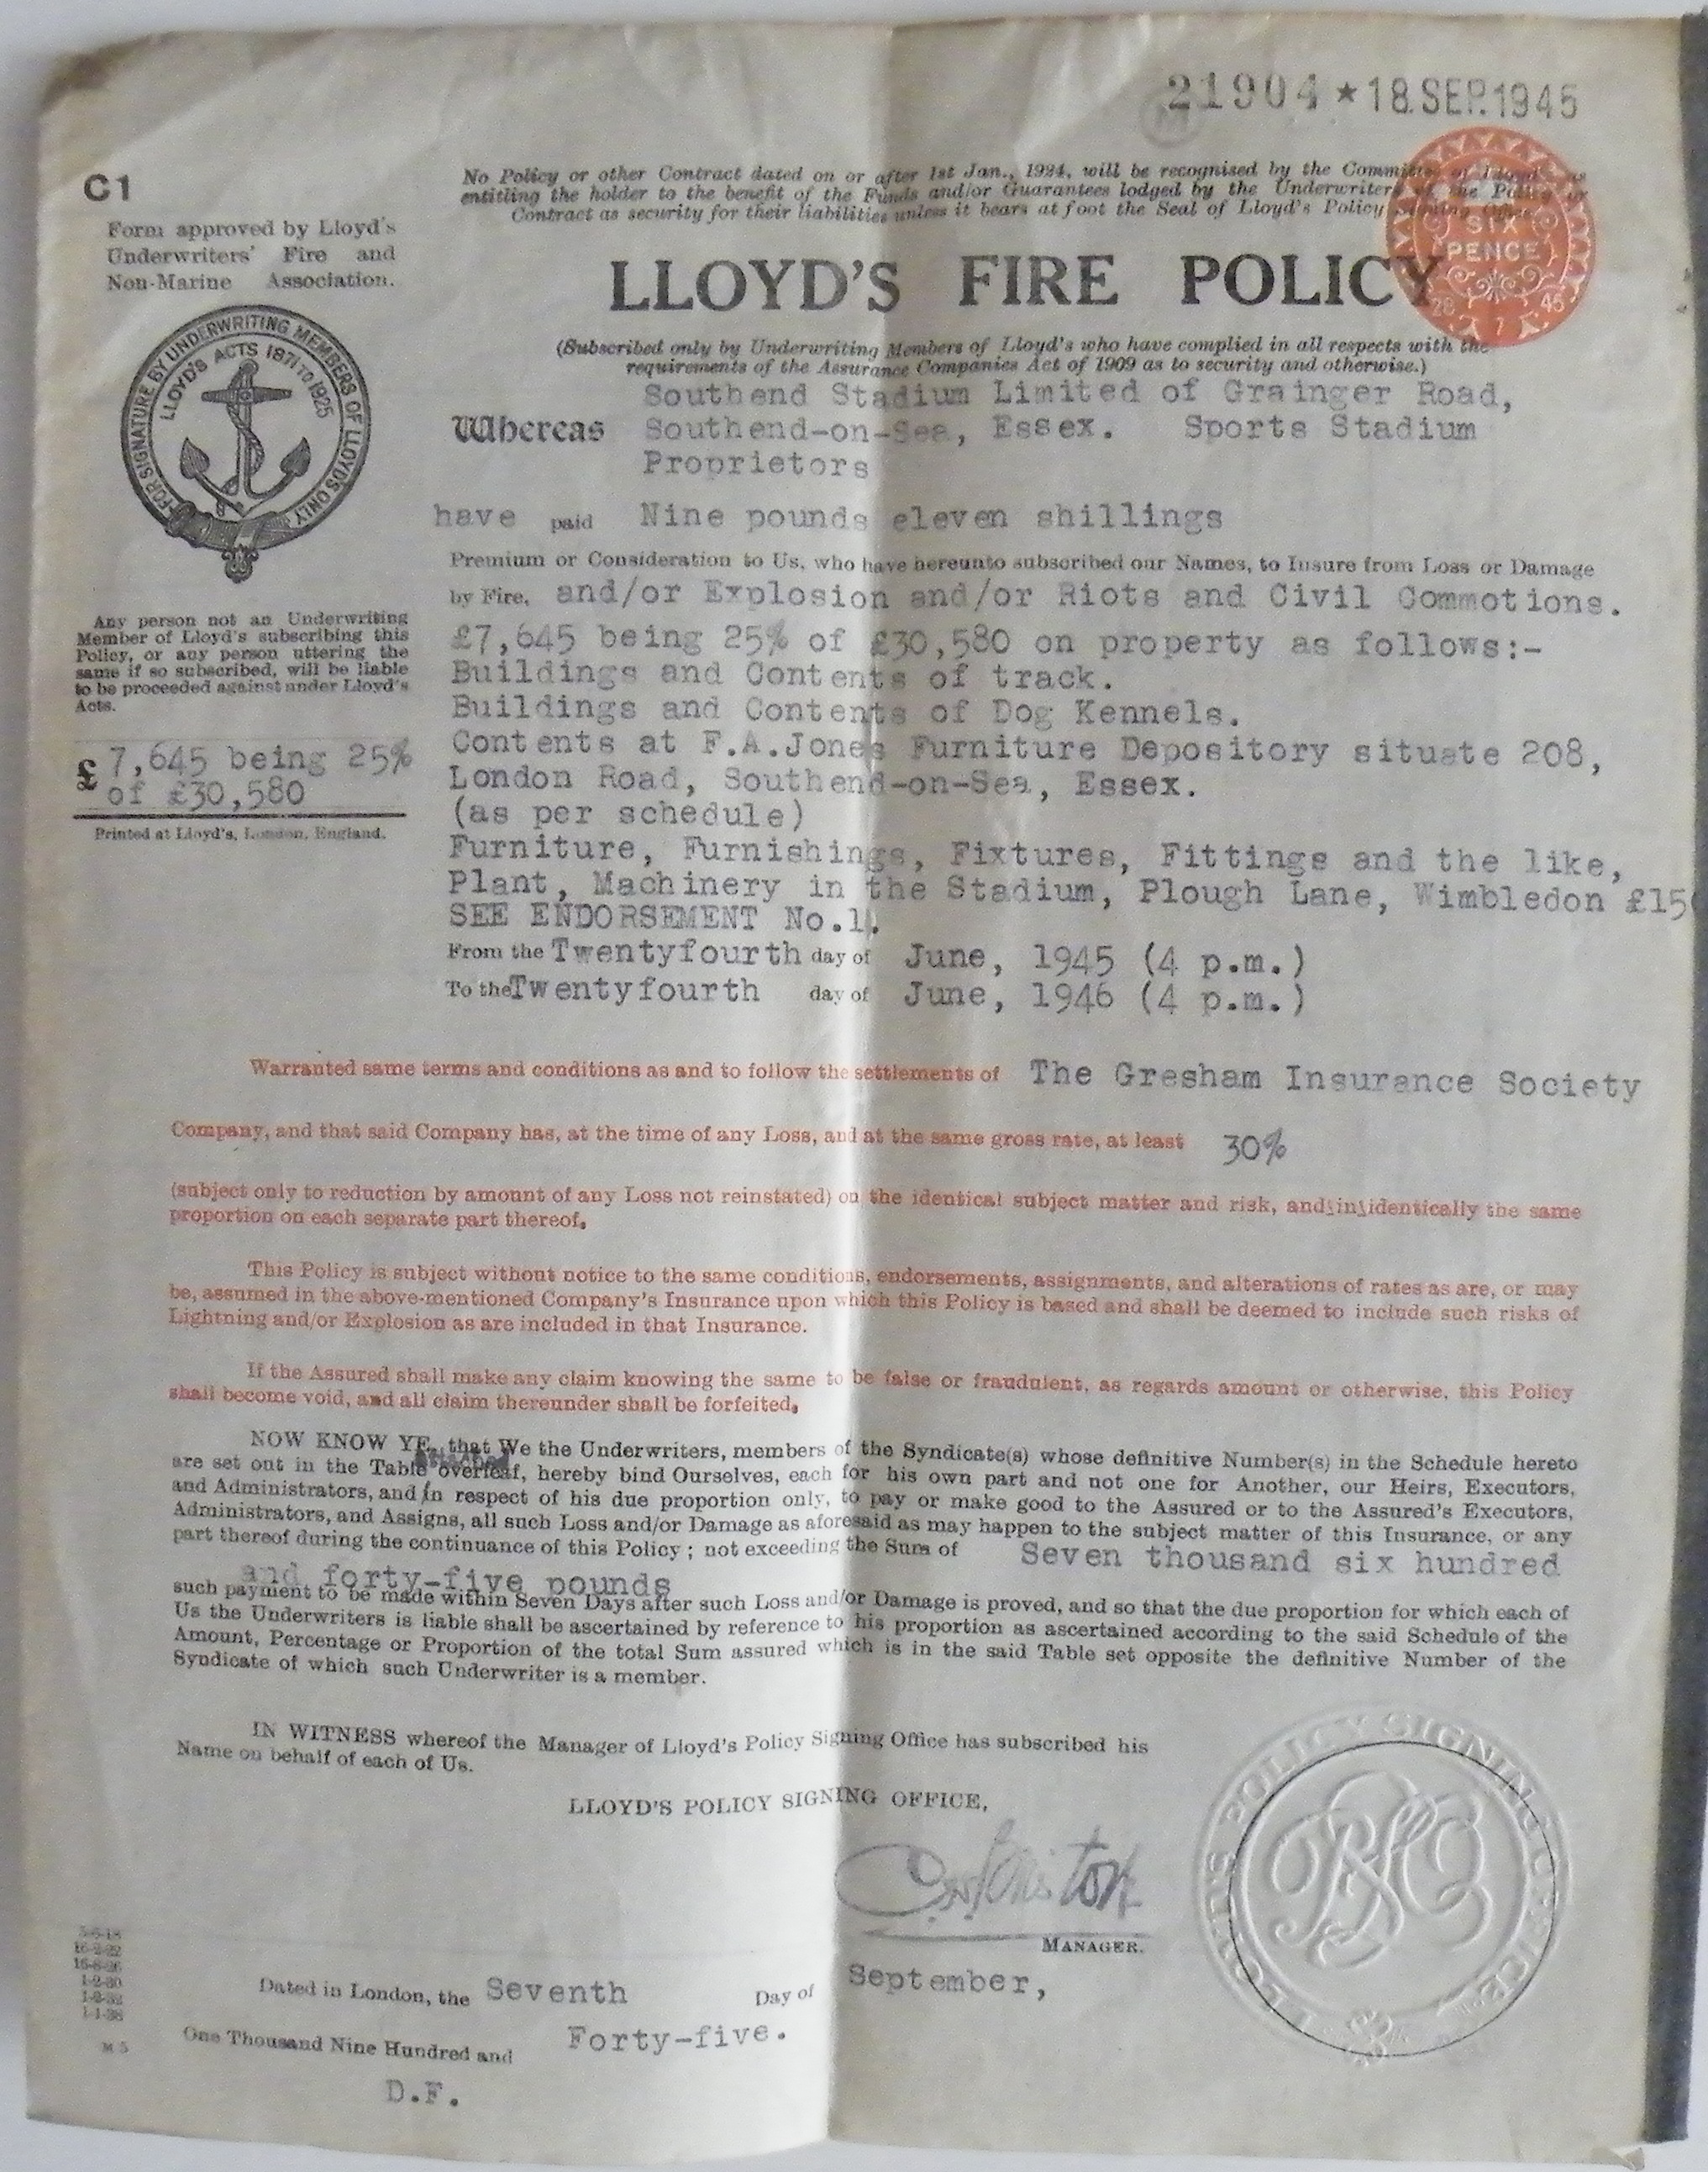 21904 ★ 18 SEP. 1945
C1
Form approved by Lloyd's
Underwriters' Fire and
Non-Marine Association.
FOR SIGNATURE BY UNDERWRITING MEMBERS OF LLOYDS ONLY
LLOYD'S ACTS 1871 TO 1925
Any person not an Underwriting
Member of Lloyd's subscribing this
Policy, or any person uttering the
same if so subscribed, will be liable
to be proceeded against under Lloyd's
Acts.
£ 7,645 being 25%
of £30,580
Printed at Lloyd's, London, England.
No Policy or other Contract dated on or after 1st Jan., 1924, will be recognised by the Committee of Lloyd's as
entitling the holder to the benefit of the Funds and/or Guarantees lodged by the Underwriters of the Policy or
Contract as security for their liabilities unless it bears at foot the Seal of Lloyd's Policy Signing Office.
SIX
PENCE
28 7 45
LLOYD'S FIRE POLICY
(Subscribed only by Underwriting Members of Lloyd's who have complied in all respects with the
requirements of the Assurance Companies Act of 1909 as to security and otherwise.)
Southend Stadium Limited of Grainger Road,
Whereas Southend-on-Sea, Essex. Sports Stadium
Proprietors
have paid Nine pounds eleven shillings
Premium or Consideration to Us, who have hereunto subscribed our Names, to Insure from Loss or Damage
by Fire, and/or Explosion and/or Riots and Civil Commotions.
£7,645 being 25% of £30,580 on property as follows:-
Buildings and Contents of track.
Buildings and Contents of Dog Kennels.
Contents at F.A.Jones Furniture Depository situate 208,
London Road, Southend-on-Sea, Essex.
(as per schedule)
Furniture, Furnishings, Fixtures, Fittings and the like,
Plant, Machinery in the Stadium, Plough Lane, Wimbledon £15
SEE ENDORSEMENT No.1.
From the Twentyfourth day of June, 1945 (4 p.m.)
To the Twentyfourth day of June, 1946 (4 p.m.)
Warranted same terms and conditions as and to follow the settlements of The Gresham Insurance Society
Company, and that said Company has, at the time of any Loss, and at the same gross rate, at least 30%
(subject only to reduction by amount of any Loss not reinstated) on the identical subject matter and risk, and in identically the same
proportion on each separate part thereof.
This Policy is subject without notice to the same conditions, endorsements, assignments, and alterations of rates as are, or may
be, assumed in the above-mentioned Company's Insurance upon which this Policy is based and shall be deemed to include such risks of
Lightning and/or Explosion as are included in that Insurance.
If the Assured shall make any claim knowing the same to be false or fraudulent, as regards amount or otherwise, this Policy
shall become void, and all claim thereunder shall be forfeited.
NOW KNOW YE, that We the Underwriters, members of the Syndicate(s) whose definitive Number(s) in the Schedule hereto
are set out in the Table overleaf, hereby bind Ourselves, each for his own part and not one for Another, our Heirs, Executors,
and Administrators, and in respect of his due proportion only, to pay or make good to the Assured or to the Assured's Executors,
Administrators, and Assigns, all such Loss and/or Damage as aforesaid as may happen to the subject matter of this Insurance, or any
part thereof during the continuance of this Policy ; not exceeding the Sum of Seven thousand six hundred
and forty-five pounds
such payment to be made within Seven Days after such Loss and/or Damage is proved, and so that the due proportion for which each of
Us the Underwriters is liable shall be ascertained by reference to his proportion as ascertained according to the said Schedule of the
Amount, Percentage or Proportion of the total Sum assured which is in the said Table set opposite the definitive Number of the
Syndicate of which such Underwriter is a member.
IN WITNESS whereof the Manager of Lloyd's Policy Signing Office has subscribed his
Name on behalf of each of Us.
LLOYD'S POLICY SIGNING OFFICE,
MANAGER.
LLOYD'S POLICY SIGNING OFFICE
Dated in London, the Seventh Day of September,
One Thousand Nine Hundred and Forty-five.
D.F.
1-2-30
M 5